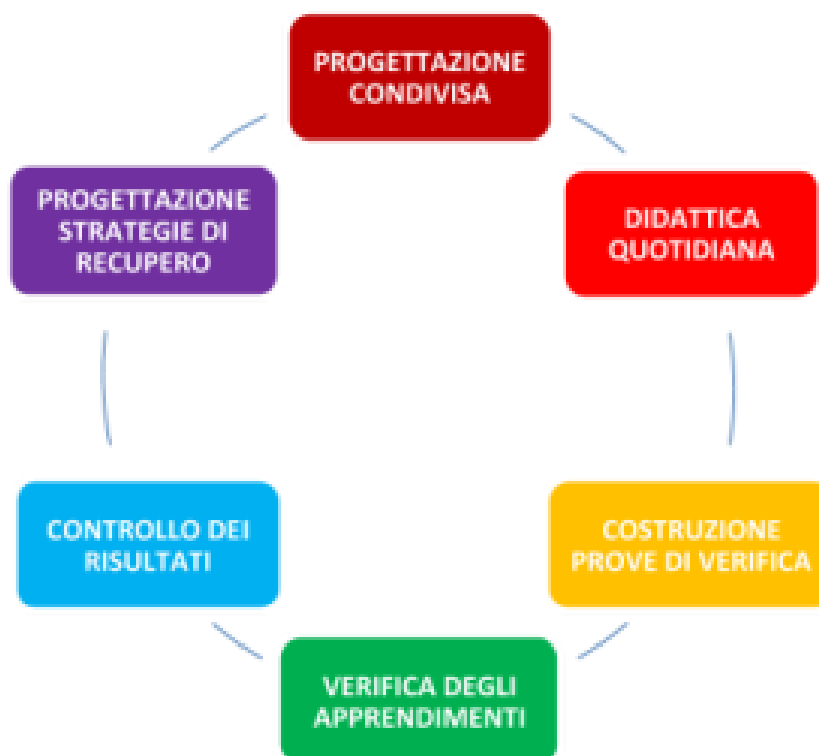 PROGETTAZIONE
CONDIVISA
DIDATTICA
QUOTIDIANA
COSTRUZIONE
PROVE DI VERIFICA
VERIFICA DEGLI
APPRENDIMENTI
CONTROLLO DEI
RISULTATI
PROGETTAZIONE
STRATEGIE DI
RECUPERO